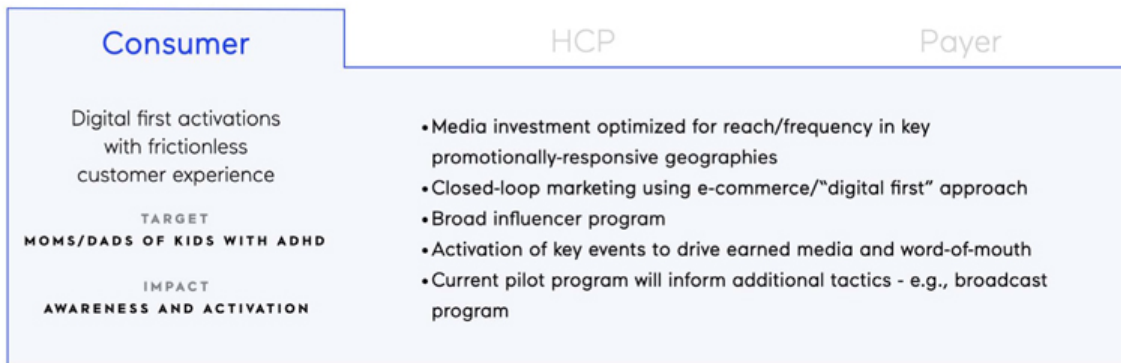 Consumer
HCP
Payer
Digital first activations
with frictionless
customer experience
TARGET
MOMS/DADS OF KIDS WITH ADHD
IMPACT
AWARENESS AND ACTIVATION
•Media investment optimized for reach/frequency in key
promotionally-responsive geographies
•Closed-loop marketing using e-commerce/“digital first” approach
•Broad influencer program
•Activation of key events to drive earned media and word-of-mouth
•Current pilot program will inform additional tactics - e.g., broadcast
program